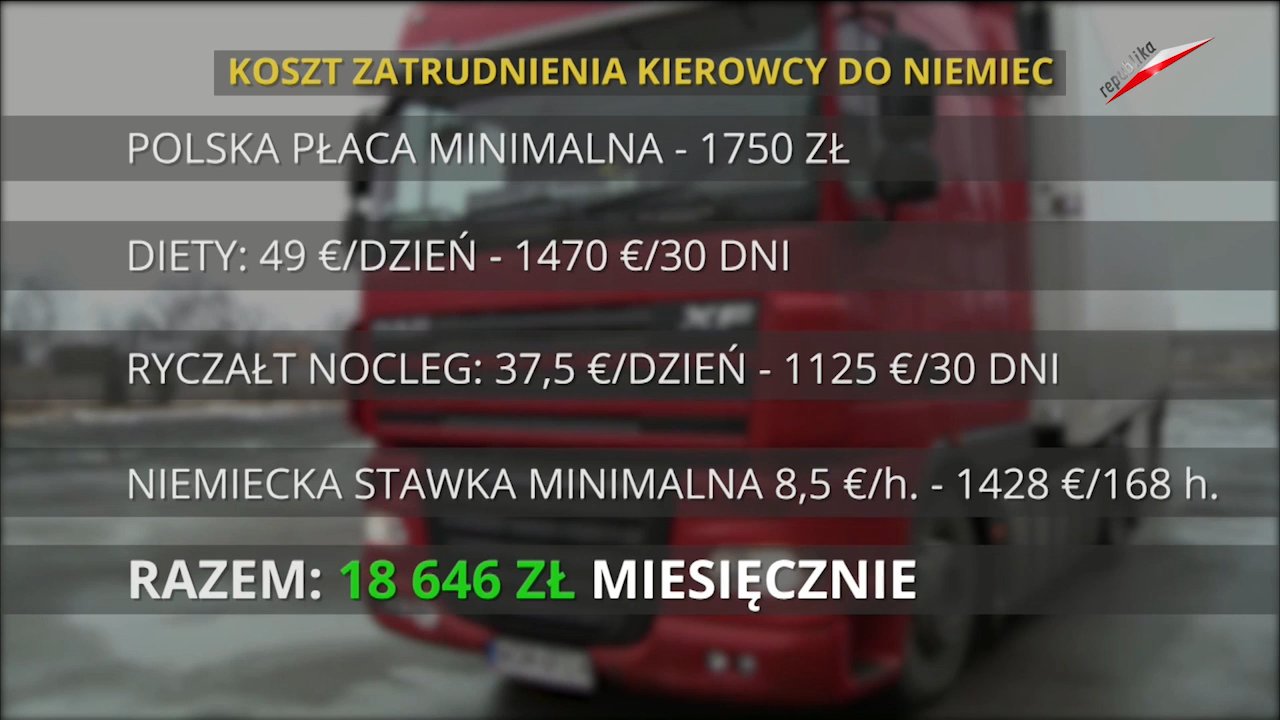 KOSZT ZATRUDNIENIA KIEROWCY DO NIEMIEC
republika
POLSKA PŁACA MINIMALNA - 1750 ZŁ
DIETY: 49 €/DZIEŃ - 1470 €/30 DNI
XF
RYCZAŁT NOCLEG: 37,5 €/DZIEŃ - 1125 €/30 DNI
NIEMIECKA STAWKA MINIMALNA 8,5 €/h. - 1428 €/168 h.
RAZEM: 18 646 ZŁ MIESIĘCZNIE